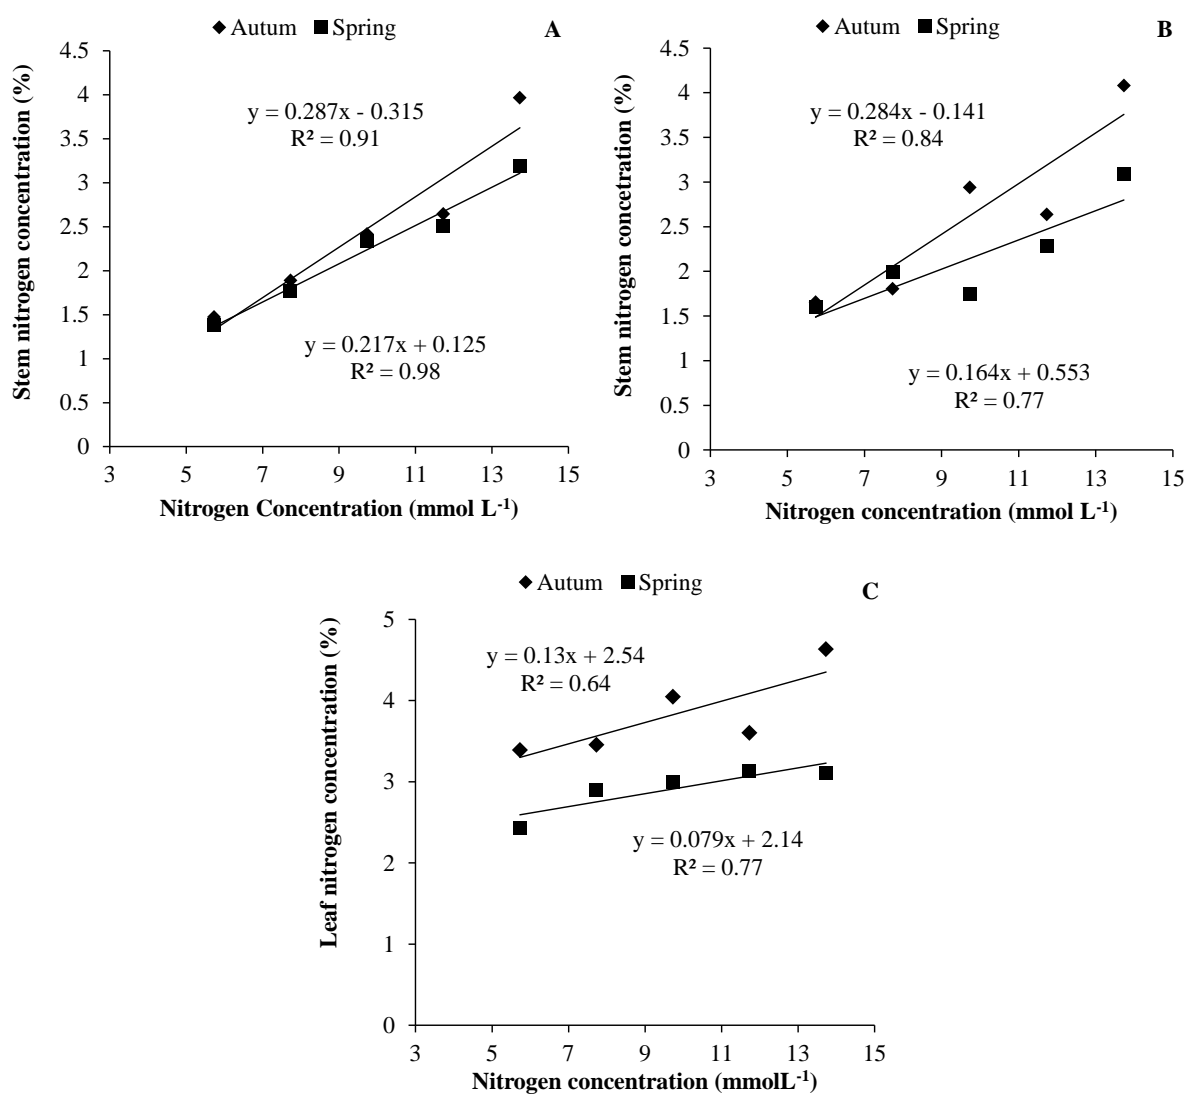 Autum Spring A
Stem nitrogen concentration (%)
4.5
4
3.5
3
2.5
2
1.5
1
0.5
0
y = 0.287x - 0.315
R² = 0.91
y = 0.217x + 0.125
R² = 0.98
3 5 7 9 11 13 15
Nitrogen Concentration (mmol L⁻¹)
Autum Spring B
Stem nitrogen concetration (%)
4.5
4
3.5
3
2.5
2
1.5
1
0.5
0
y = 0.284x - 0.141
R² = 0.84
y = 0.164x + 0.553
R² = 0.77
3 5 7 9 11 13 15
Nitrogen concentration (mmol L⁻¹)
Autum Spring C
Leaf nitrogen concentration (%)
5
4
3
2
1
0
y = 0.13x + 2.54
R² = 0.64
y = 0.079x + 2.14
R² = 0.77
3 5 7 9 11 13 15
Nitrogen concentration (mmolL⁻¹)